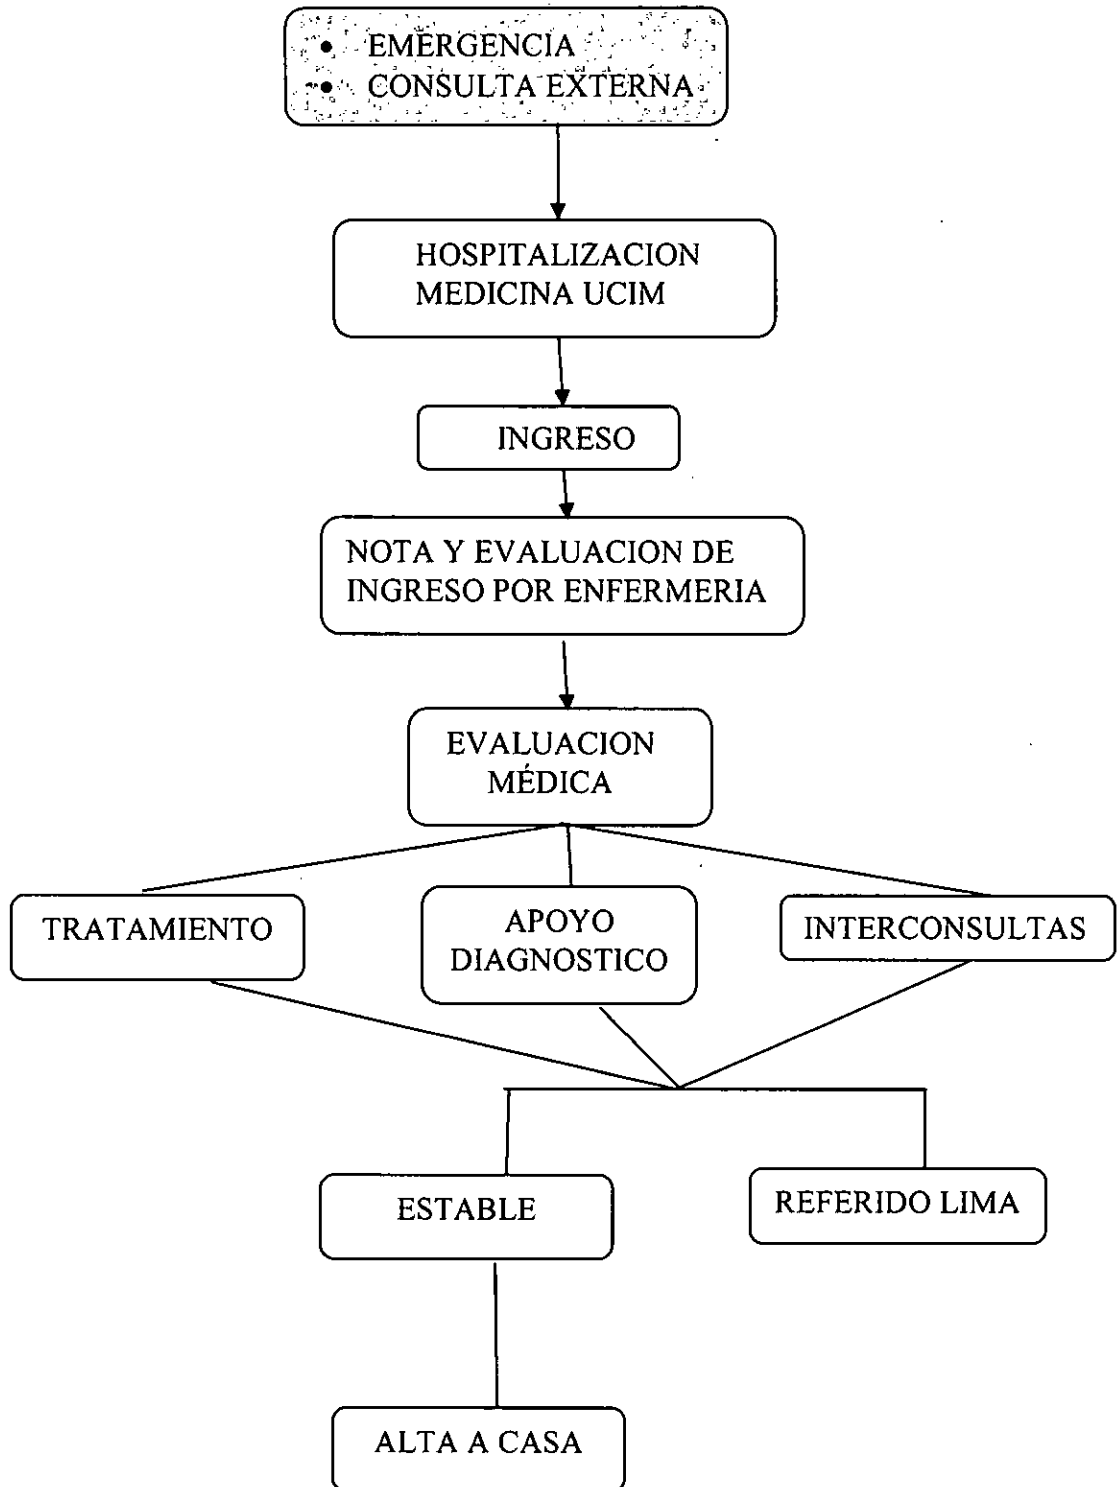 • EMERGENCIA
• CONSULTA EXTERNA
HOSPITALIZACION
MEDICINA UCIM
INGRESO
NOTA Y EVALUACION DE
INGRESO POR ENFERMERIA
EVALUACION
MÉDICA
TRATAMIENTO
APOYO
DIAGNOSTICO
INTERCONSULTAS
ESTABLE
REFERIDO LIMA
ALTA A CASA